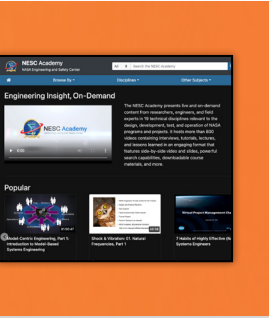 NESC Academy
NASA Engineering and Safety Center
All
Search the NESC Academy
Browse By
Disciplines
Other Subjects
Engineering Insight, On-Demand
NESC Academy
The NESC Academy presents live and on-demand
content from researchers, engineers, and field
experts in 19 technical disciplines relevant to the
design, development, test, and operation of NASA
programs and projects. It hosts more than 800
videos containing interviews, tutorials, lectures,
and lessons learned in an engaging format that
features side-by-side video and slides, powerful
search capabilities, downloadable course
materials, and more.
Popular
Virtual Project Management Cha
Model-Centric Engineering, Part 1:
Introduction to Model-Based
Systems Engineering
Shock & Vibration: 01. Natural
Frequencies, Part 1
7 Habits of Highly Effective (N
Systems Engineers